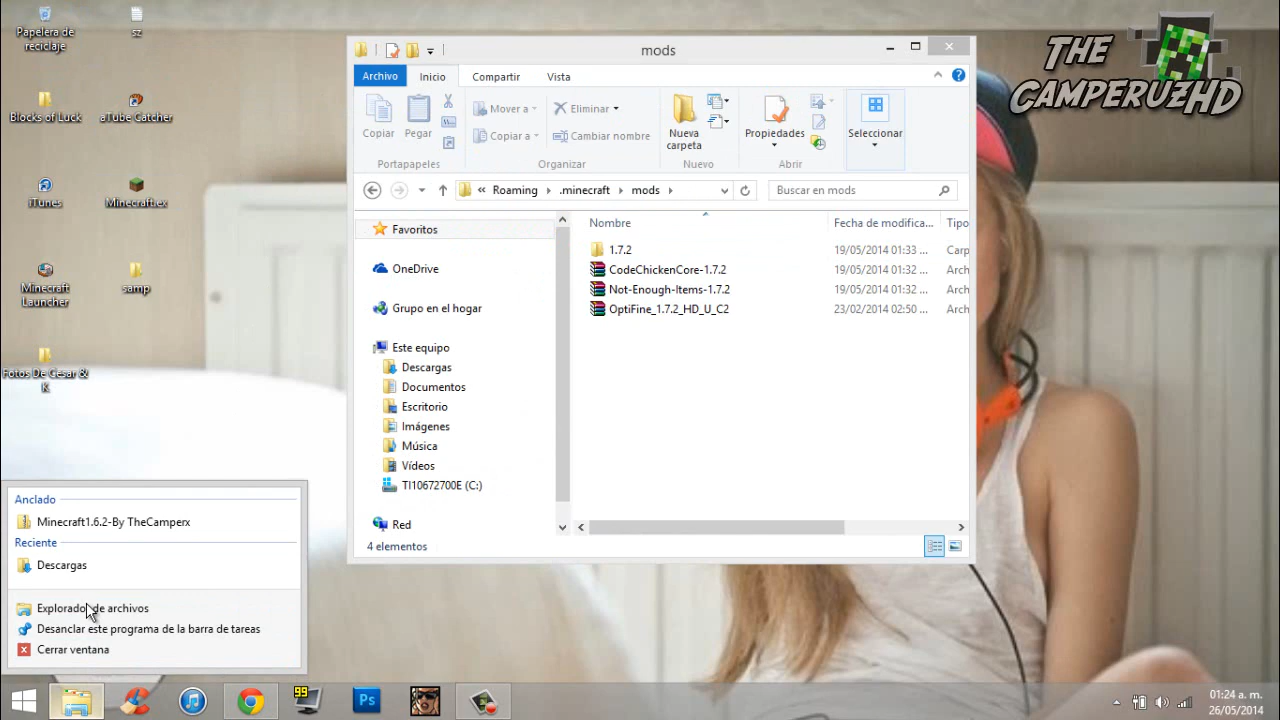 Papelera de
reciclaje
sz
Blocks of Luck
aTube Catcher
iTunes
Minecraft.ex
Minecraft
Launcher
samp
Fotos De Cesar &
K
THE
CAMPERUZHD
mods
Archivo
Inicio
Compartir
Vista
Copiar
Pegar
Mover a
Copiar a
Eliminar
Cambiar nombre
Nueva
carpeta
Propiedades
Seleccionar
Portapapeles
Organizar
Nuevo
Abrir
« Roaming
.minecraft
mods
Buscar en mods
Favoritos
OneDrive
Grupo en el hogar
Este equipo
Descargas
Documentos
Escritorio
Imágenes
Música
Vídeos
TI10672700E (C:)
Red
Nombre Fecha de modifica... Tipo
1.7.2 19/05/2014 01:33 ... Carp
CodeChickenCore-1.7.2 19/05/2014 01:32 ... Arch
Not-Enough-Items-1.7.2 19/05/2014 01:32 ... Arch
OptiFine_1.7.2_HD_U_C2 23/02/2014 02:50 ... Arch
4 elementos
Anclado
Minecraft1.6.2-By TheCamperx
Reciente
Descargas
Explorador de archivos
Desanclar este programa de la barra de tareas
Cerrar ventana
99
Ps
01:24 a. m.
26/05/2014